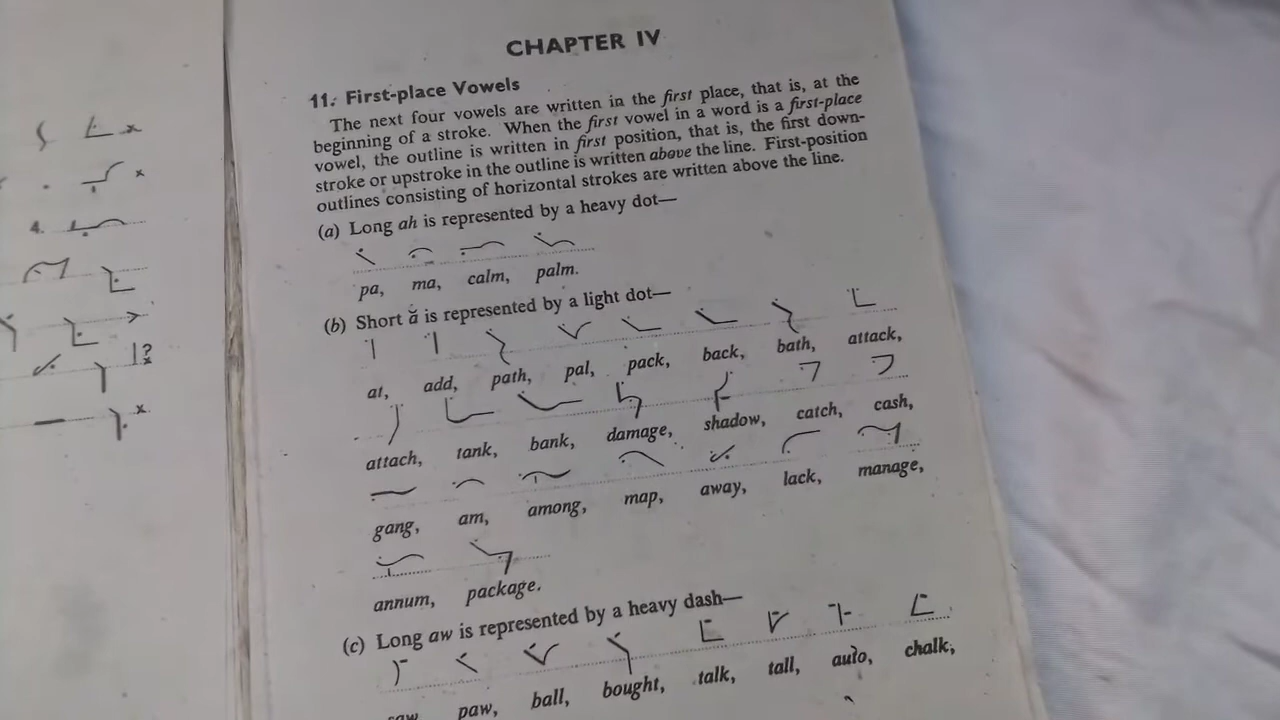 CHAPTER IV
11. First-place Vowels
The next four vowels are written in the first place, that is, at the
beginning of a stroke. When the first vowel in a word is a first-place
vowel, the outline is written in first position, that is, the first down-
stroke or upstroke in the outline is written above the line. First-position
outlines consisting of horizontal strokes are written above the line.
(a) Long ah is represented by a heavy dot—
pa, ma, calm, palm.
(b) Short ă is represented by a light dot—
at, add, path, pal, pack, back, bath, attack,
attach, tank, bank, damage, shadow, catch, cash,
gang, am, among, map, away, lack, manage,
annum, package.
(c) Long aw is represented by a heavy dash—
paw, ball, bought, talk, tall, auto, chalk,
4.